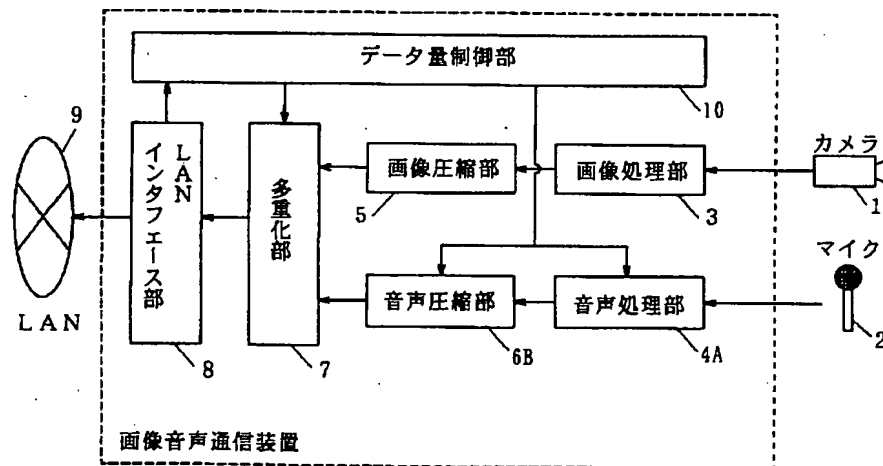 データ量制御部
10
9
カメラ
LAN
インタフェース部
多重化部
画像圧縮部
画像処理部
5
3
1
マイク
音声圧縮部
音声処理部
LAN
8
7
6B
4A
2
画像音声通信装置